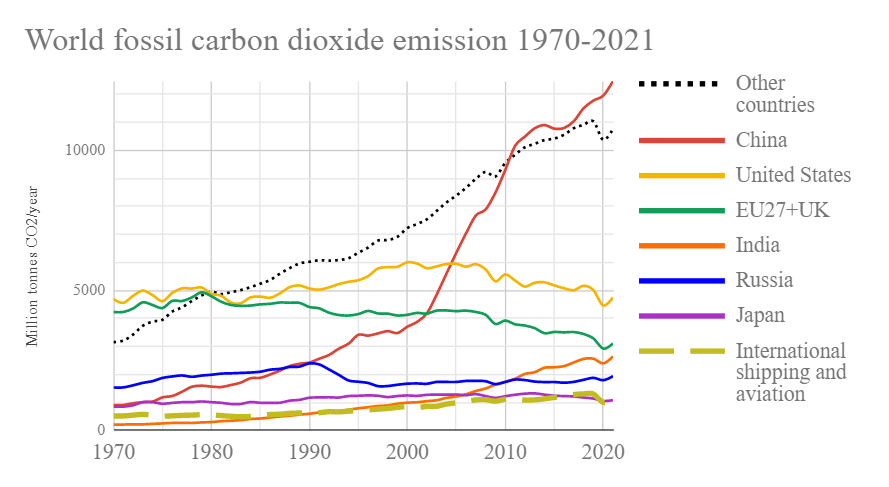 World fossil carbon dioxide emission 1970-2021
Million tonnes CO2/year
10000
5000
0
1970
1980
1990
2000
2010
2020
Other
countries
China
United States
EU27+UK
India
Russia
Japan
International
shipping and
aviation